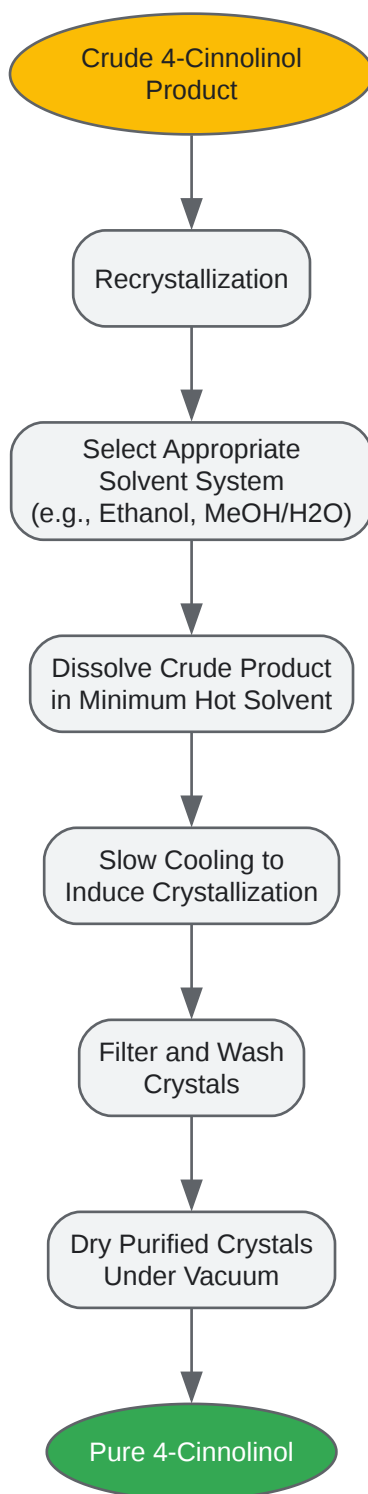 Crude 4-Cinnolinol
Product
Recrystallization
Select Appropriate
Solvent System
(e.g., Ethanol, MeOH/H2O)
Dissolve Crude Product
in Minimum Hot Solvent
Slow Cooling to
Induce Crystallization
Filter and Wash
Crystals
Dry Purified Crystals
Under Vacuum
Pure 4-Cinnolinol